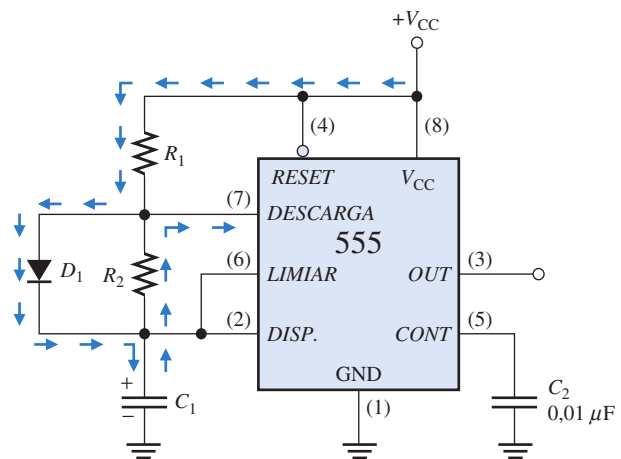 +VCC
(4)
(8)
R1
RESET
VCC
(7)
DESCARGA
555
D1
R2
(6)
LIMIAR
OUT
(3)
(2)
DISP.
CONT
(5)
GND
+
−
C1
(1)
C2
0,01 μF